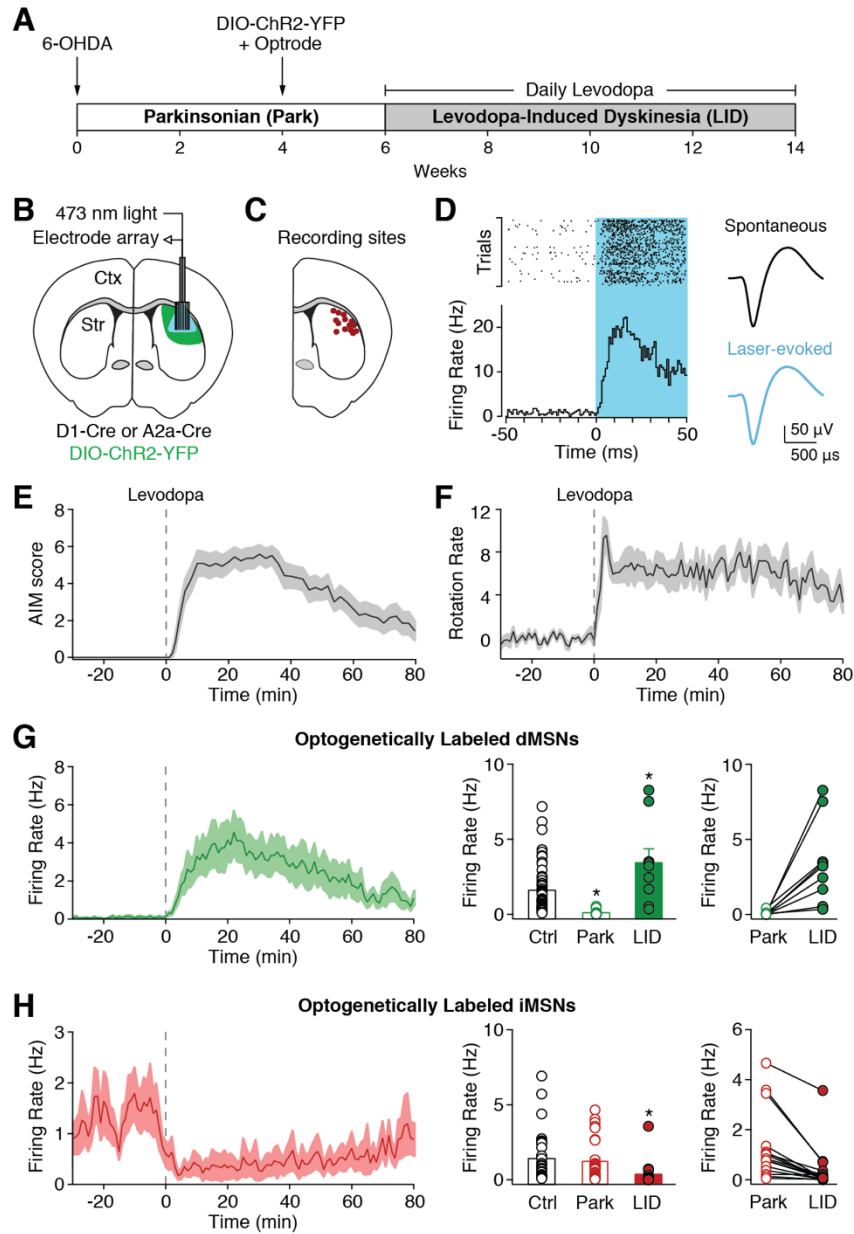 A
DIO-ChR2-YFP
6-OHDA
+ Optrode
Daily Levodopa
Parkinsonian (Park)
Levodopa-Induced Dyskinesia (LID)
0 2 4 6 8 10 12 14
Weeks
B
473 nm light
Electrode array
Ctx
Str
D1-Cre or A2a-Cre
DIO-ChR2-YFP
C
Recording sites
D
Trials
Firing Rate (Hz)
20
10
0
-50 0 50
Time (ms)
Spontaneous
Laser-evoked
50 µV
500 µs
E
Levodopa
AIM score
8
6
4
2
0
-20 0 20 40 60 80
Time (min)
F
Levodopa
Rotation Rate
12
8
4
0
-20 0 20 40 60 80
Time (min)
G
Optogenetically Labeled dMSNs
Firing Rate (Hz)
8
6
4
2
0
-20 0 20 40 60 80
Time (min)
Firing Rate (Hz)
10
5
0
*
*
Ctrl Park LID
Firing Rate (Hz)
10
5
0
Park LID
H
Optogenetically Labeled iMSNs
Firing Rate (Hz)
3
2
1
0
-20 0 20 40 60 80
Time (min)
Firing Rate (Hz)
10
5
0
*
Ctrl Park LID
Firing Rate (Hz)
6
4
2
0
Park LID